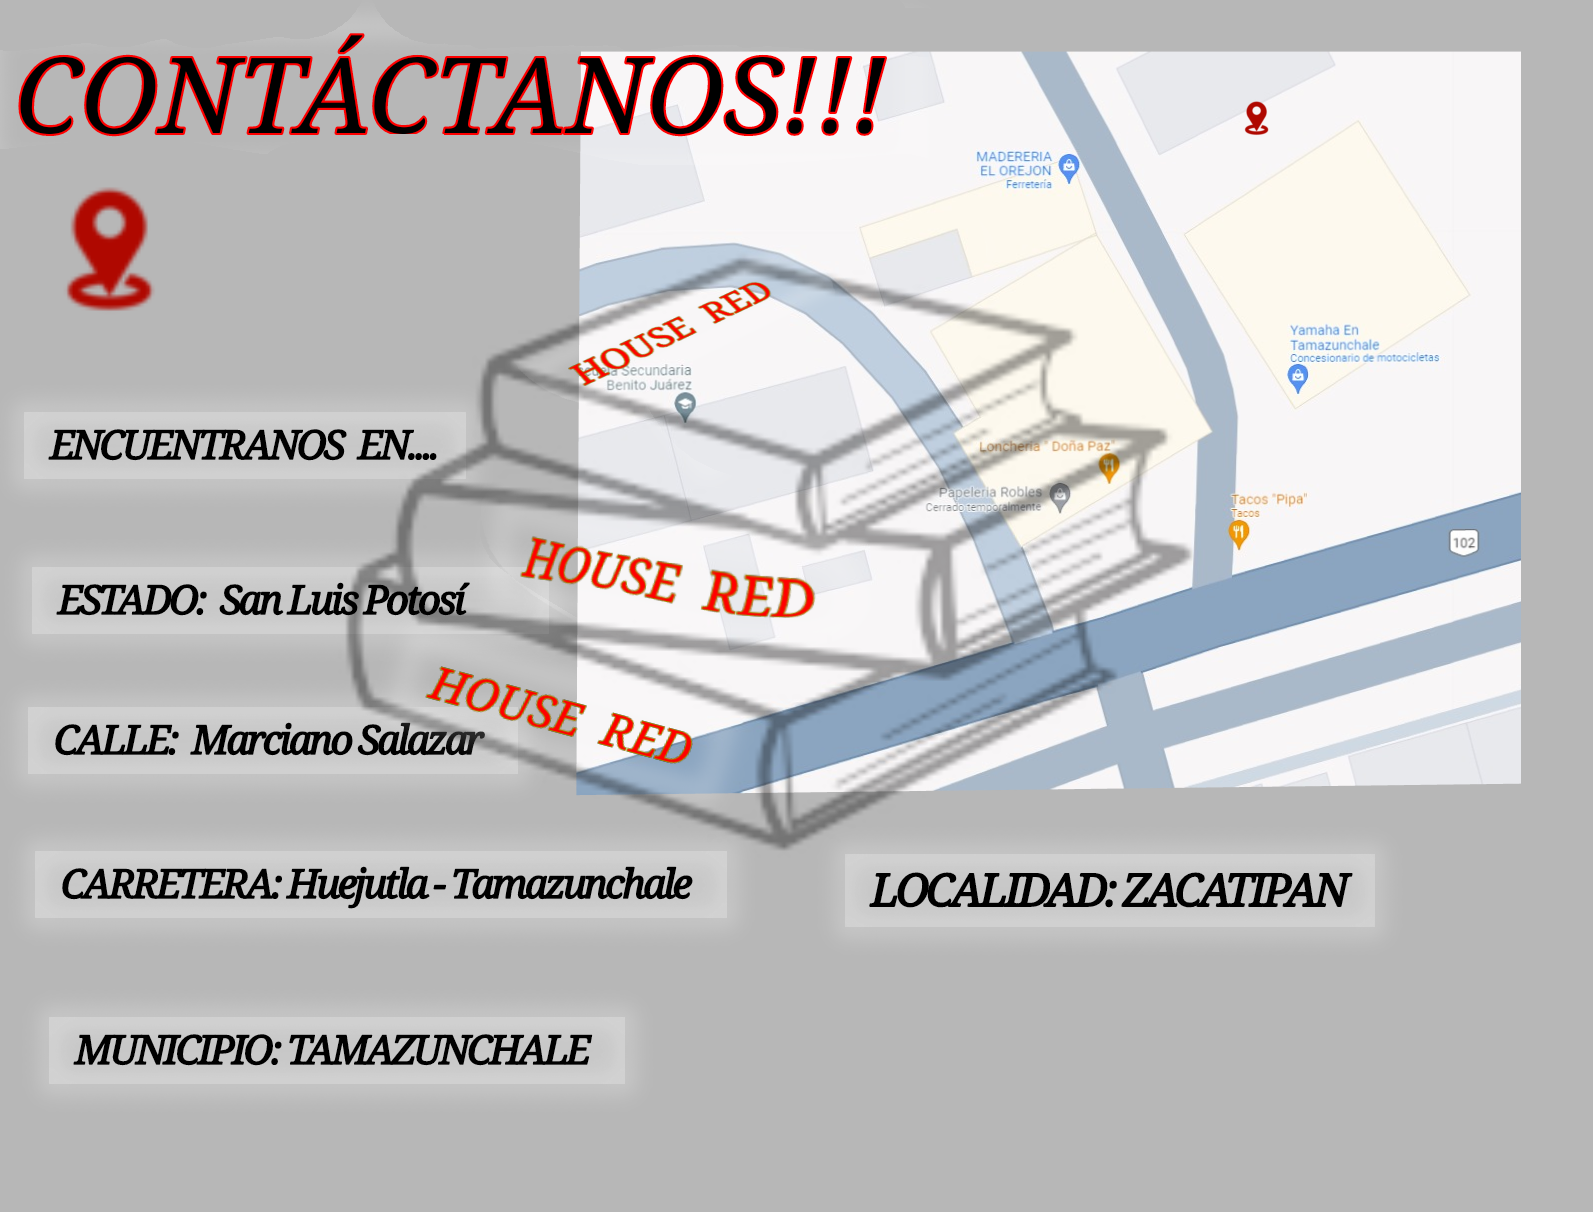 CONTÁCTANOS!!!
MADERERIA
EL OREJON
Ferretería
HOUSE RED
Secundaria
Benito Juárez
Yamaha En
Tamazunchale
Concesionario de motocicletas
ENCUENTRANOS EN....
Lonchería " Doña Paz"
Papelería Robles
Cerrado temporalmente
Tacos "Pipa"
Tacos
102
HOUSE RED
ESTADO: San Luis Potosí
HOUSE RED
CALLE: Marciano Salazar
CARRETERA: Huejutla - Tamazunchale
LOCALIDAD: ZACATIPAN
MUNICIPIO: TAMAZUNCHALE